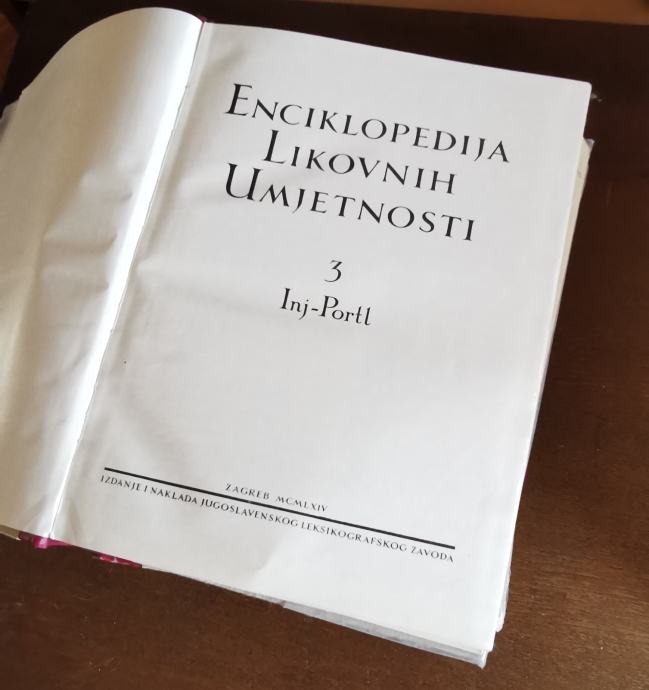 ENCIKLOPEDIJA
LIKOVNIH
UMJETNOSTI
3
Inj-Portl
ZAGREB MCMLXIV
IZDANJE I NAKLADA JUGOSLAVENSKOG LEKSIKOGRAFSKOG ZAVODA